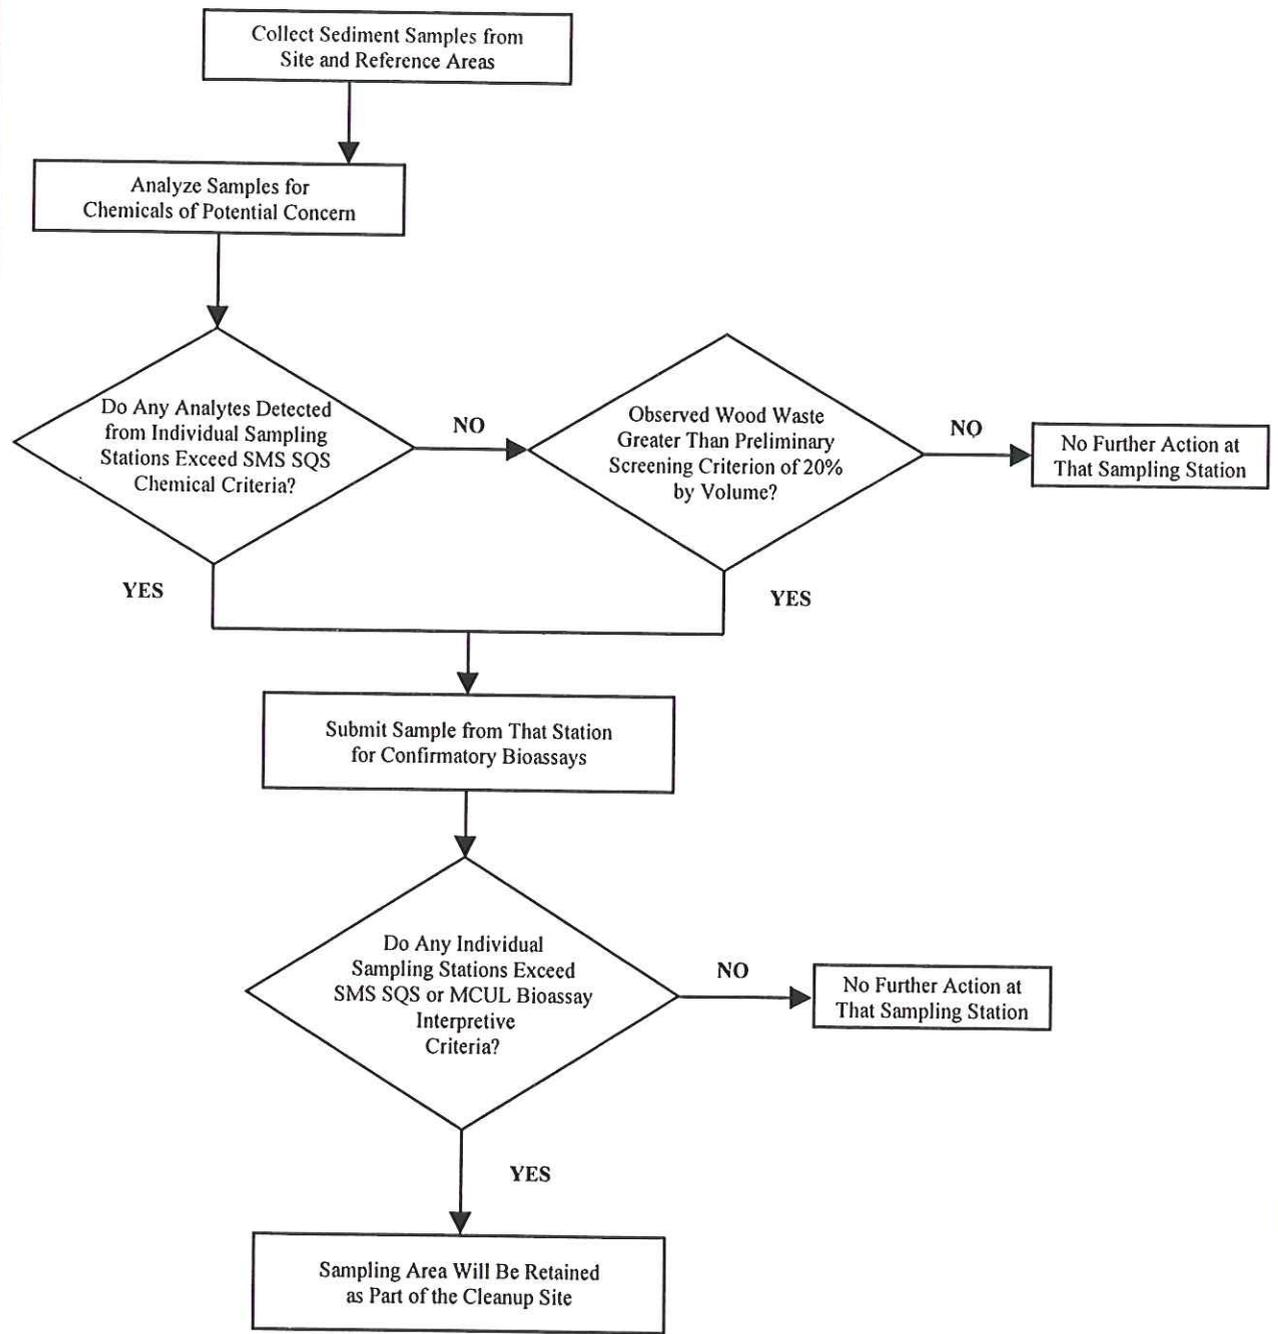 Collect Sediment Samples from
Site and Reference Areas
Analyze Samples for
Chemicals of Potential Concern
Do Any Analytes Detected
from Individual Sampling
Stations Exceed SMS SQS
Chemical Criteria?
NO
Observed Wood Waste
Greater Than Preliminary
Screening Criterion of 20%
by Volume?
NO
No Further Action at
That Sampling Station
YES
YES
Submit Sample from That Station
for Confirmatory Bioassays
Do Any Individual
Sampling Stations Exceed
SMS SQS or MCUL Bioassay
Interpretive
Criteria?
NO
No Further Action at
That Sampling Station
YES
Sampling Area Will Be Retained
as Part of the Cleanup Site